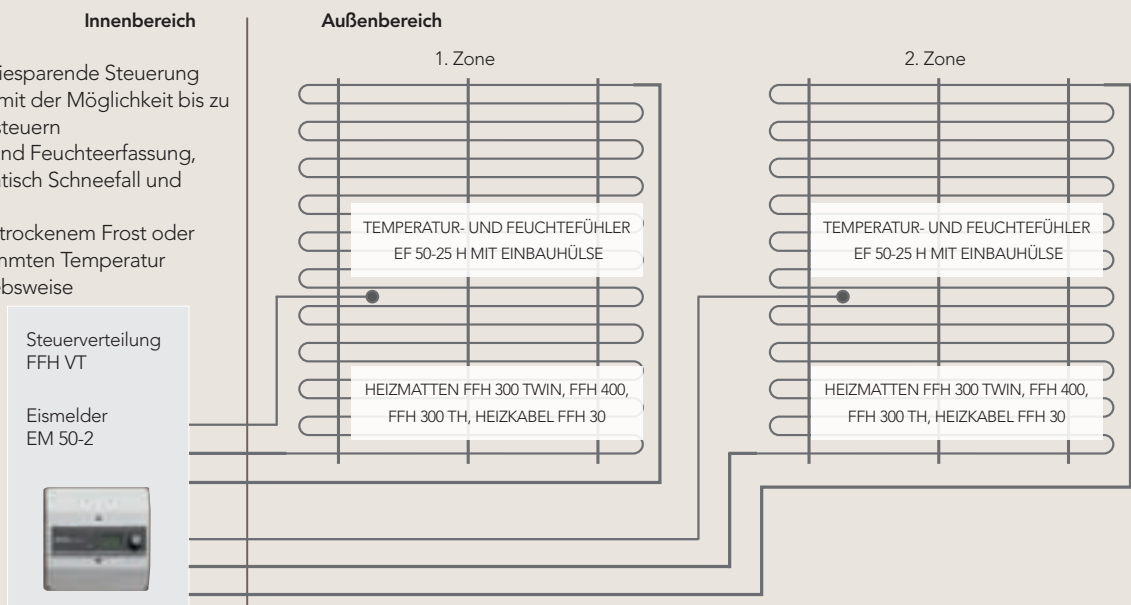 Innenbereich
Außenbereich
iesparende Steuerung
mit der Möglichkeit bis zu
steuern
nd Feuchteerfassung,
tisch Schneefall und
trockenem Frost oder
mmten Temperatur
ebsweise
Steuerverteilung
FFH VT
Eismelder
EM 50-2
1. Zone
TEMPERATUR- UND FEUCHTEFÜHLER
EF 50-25 H MIT EINBAUHÜLSE
HEIZMATTEN FFH 300 TWIN, FFH 400,
FFH 300 TH, HEIZKABEL FFH 30
2. Zone
TEMPERATUR- UND FEUCHTEFÜHLER
EF 50-25 H MIT EINBAUHÜLSE
HEIZMATTEN FFH 300 TWIN, FFH 400,
FFH 300 TH, HEIZKABEL FFH 30